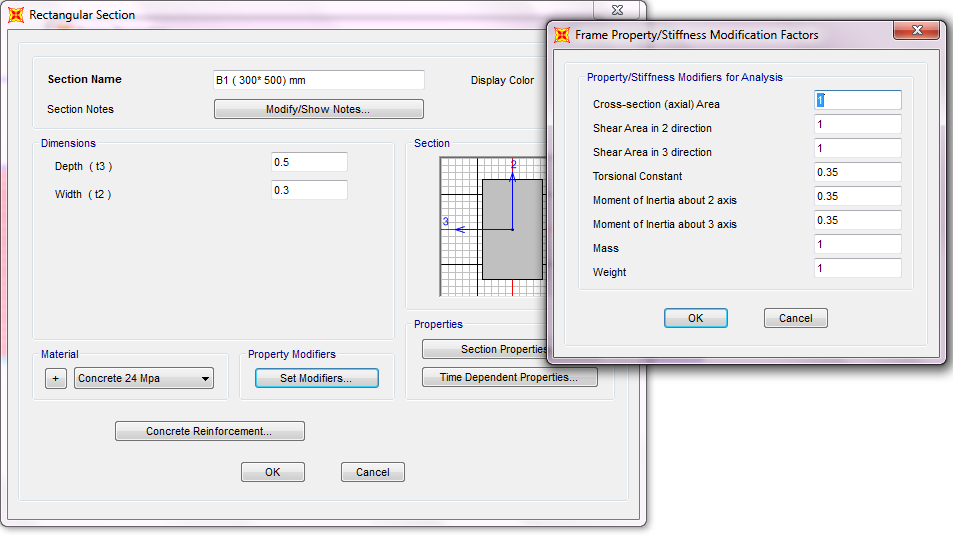 Rectangular Section
Section Name
B1 ( 300* 500) mm
Display Color
Section Notes
Modify/Show Notes...
Dimensions
Depth ( t3 )
0.5
Width ( t2 )
0.3
Section
2
3
Properties
Section Properties
Time Dependent Properties...
Material
+
Concrete 24 Mpa
Property Modifiers
Set Modifiers...
Concrete Reinforcement...
OK
Cancel
Frame Property/Stiffness Modification Factors
Property/Stiffness Modifiers for Analysis
Cross-section (axial) Area
1
Shear Area in 2 direction
1
Shear Area in 3 direction
1
Torsional Constant
0.35
Moment of Inertia about 2 axis
0.35
Moment of Inertia about 3 axis
0.35
Mass
1
Weight
1
OK
Cancel